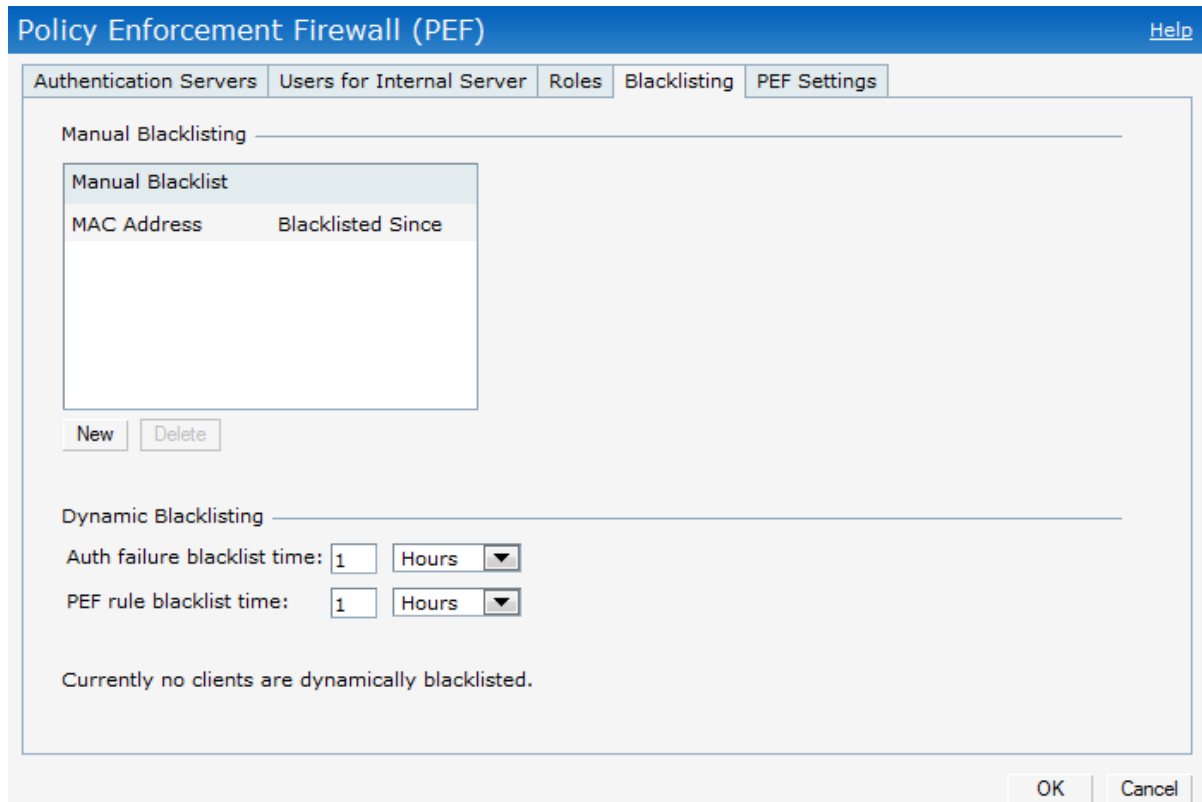 Policy Enforcement Firewall (PEF) Help
Authentication Servers Users for Internal Server Roles Blacklisting PEF Settings
Manual Blacklisting
Manual Blacklist
MAC Address Blacklisted Since
New Delete
Dynamic Blacklisting
Auth failure blacklist time: 1 Hours
PEF rule blacklist time: 1 Hours
Currently no clients are dynamically blacklisted.
OK Cancel